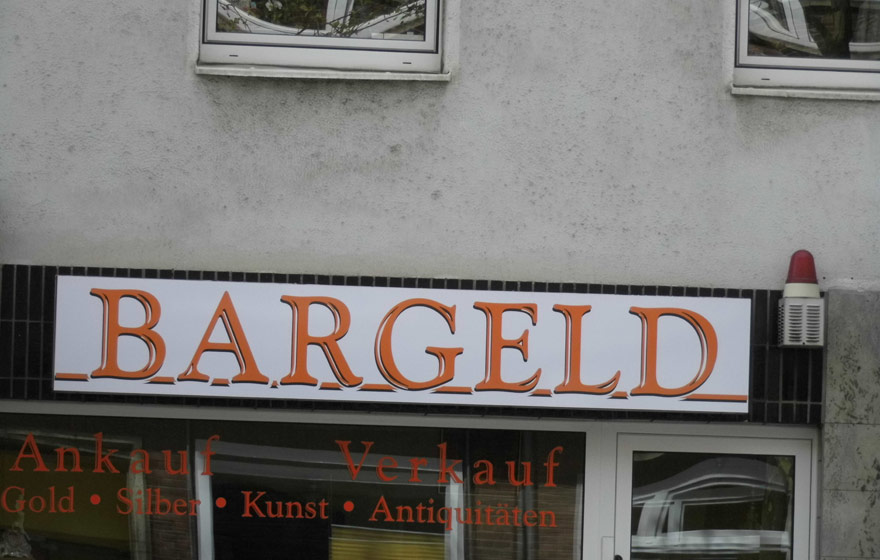 BARGELD
Ankauf Verkauf
Gold • Silber • Kunst • Antiquitäten